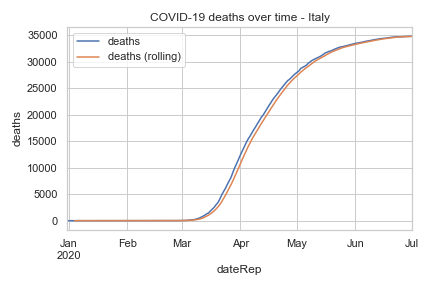 COVID-19 deaths over time - Italy
deaths
deaths (rolling)
35000
30000
25000
20000
15000
10000
5000
0
deaths
Jan Feb Mar Apr May Jun Jul
2020
dateRep